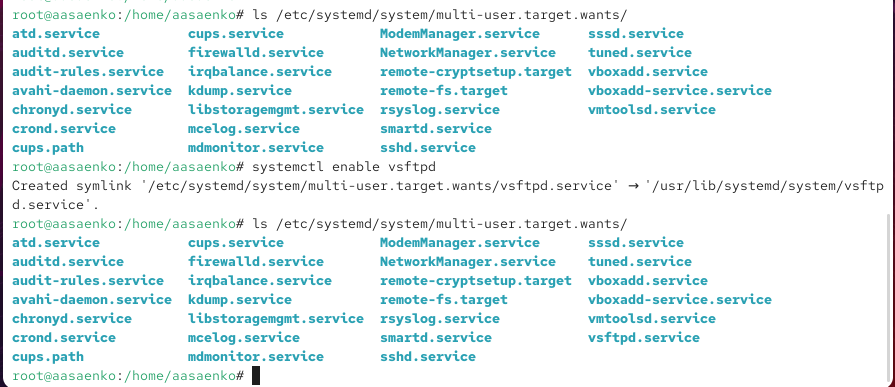 root@aasaenko:/home/aasaenko# ls /etc/systemd/system/multi-user.target.wants/
atd.service cups.service ModemManager.service sssd.service
auditd.service firewalld.service NetworkManager.service tuned.service
audit-rules.service irqbalance.service remote-cryptsetup.target vboxadd.service
avahi-daemon.service kdump.service remote-fs.target vboxadd-service.service
chronyd.service libstoragemgmt.service rsyslog.service vmtoolsd.service
crond.service mcelog.service smartd.service
cups.path mdmonitor.service sshd.service
root@aasaenko:/home/aasaenko# systemctl enable vsftpd
Created symlink '/etc/systemd/system/multi-user.target.wants/vsftpd.service' → '/usr/lib/systemd/system/vsftp
d.service'.
root@aasaenko:/home/aasaenko# ls /etc/systemd/system/multi-user.target.wants/
atd.service cups.service ModemManager.service sssd.service
auditd.service firewalld.service NetworkManager.service tuned.service
audit-rules.service irqbalance.service remote-cryptsetup.target vboxadd.service
avahi-daemon.service kdump.service remote-fs.target vboxadd-service.service
chronyd.service libstoragemgmt.service rsyslog.service vmtoolsd.service
crond.service mcelog.service smartd.service vsftpd.service
cups.path mdmonitor.service sshd.service
root@aasaenko:/home/aasaenko#